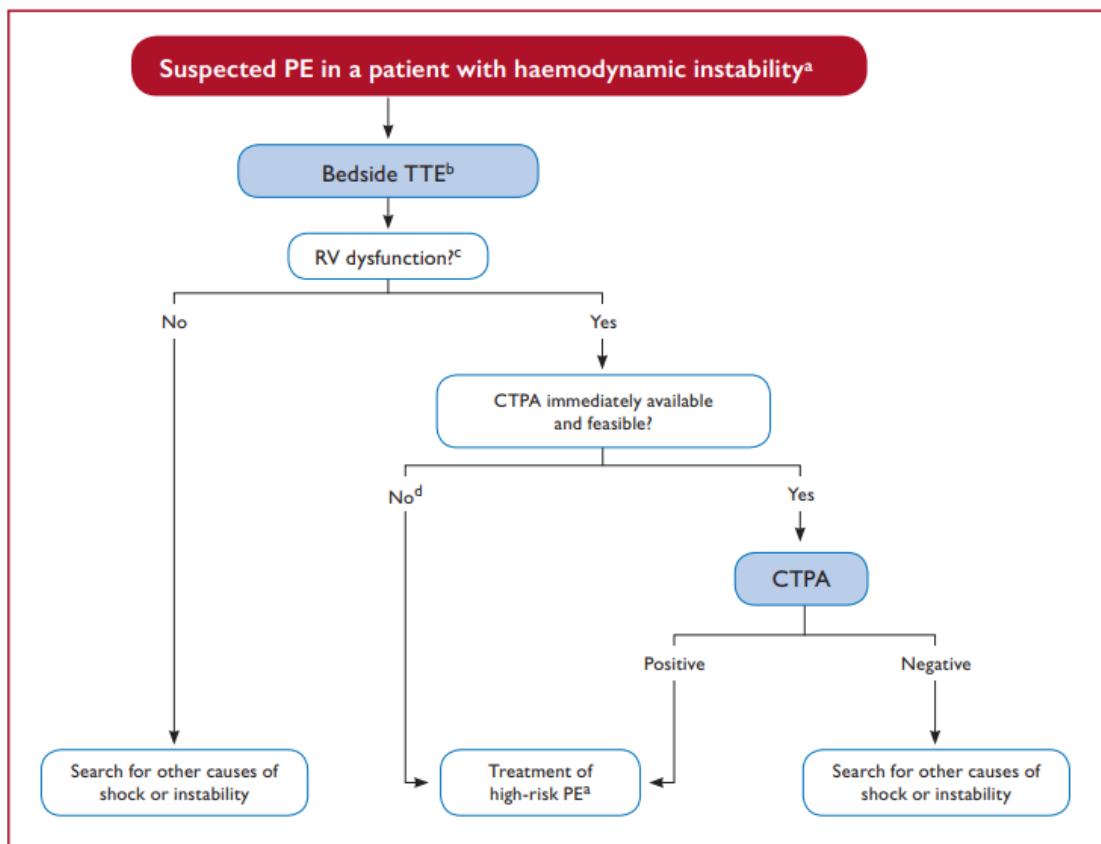 Suspected PE in a patient with haemodynamic instabilityᵃ
Bedside TTEᵇ
RV dysfunction?ᶜ
No
Yes
CTPA immediately available
and feasible?
Noᵈ
Yes
CTPA
Positive
Negative
Search for other causes of
shock or instability
Treatment of
high-risk PEᵃ
Search for other causes of
shock or instability